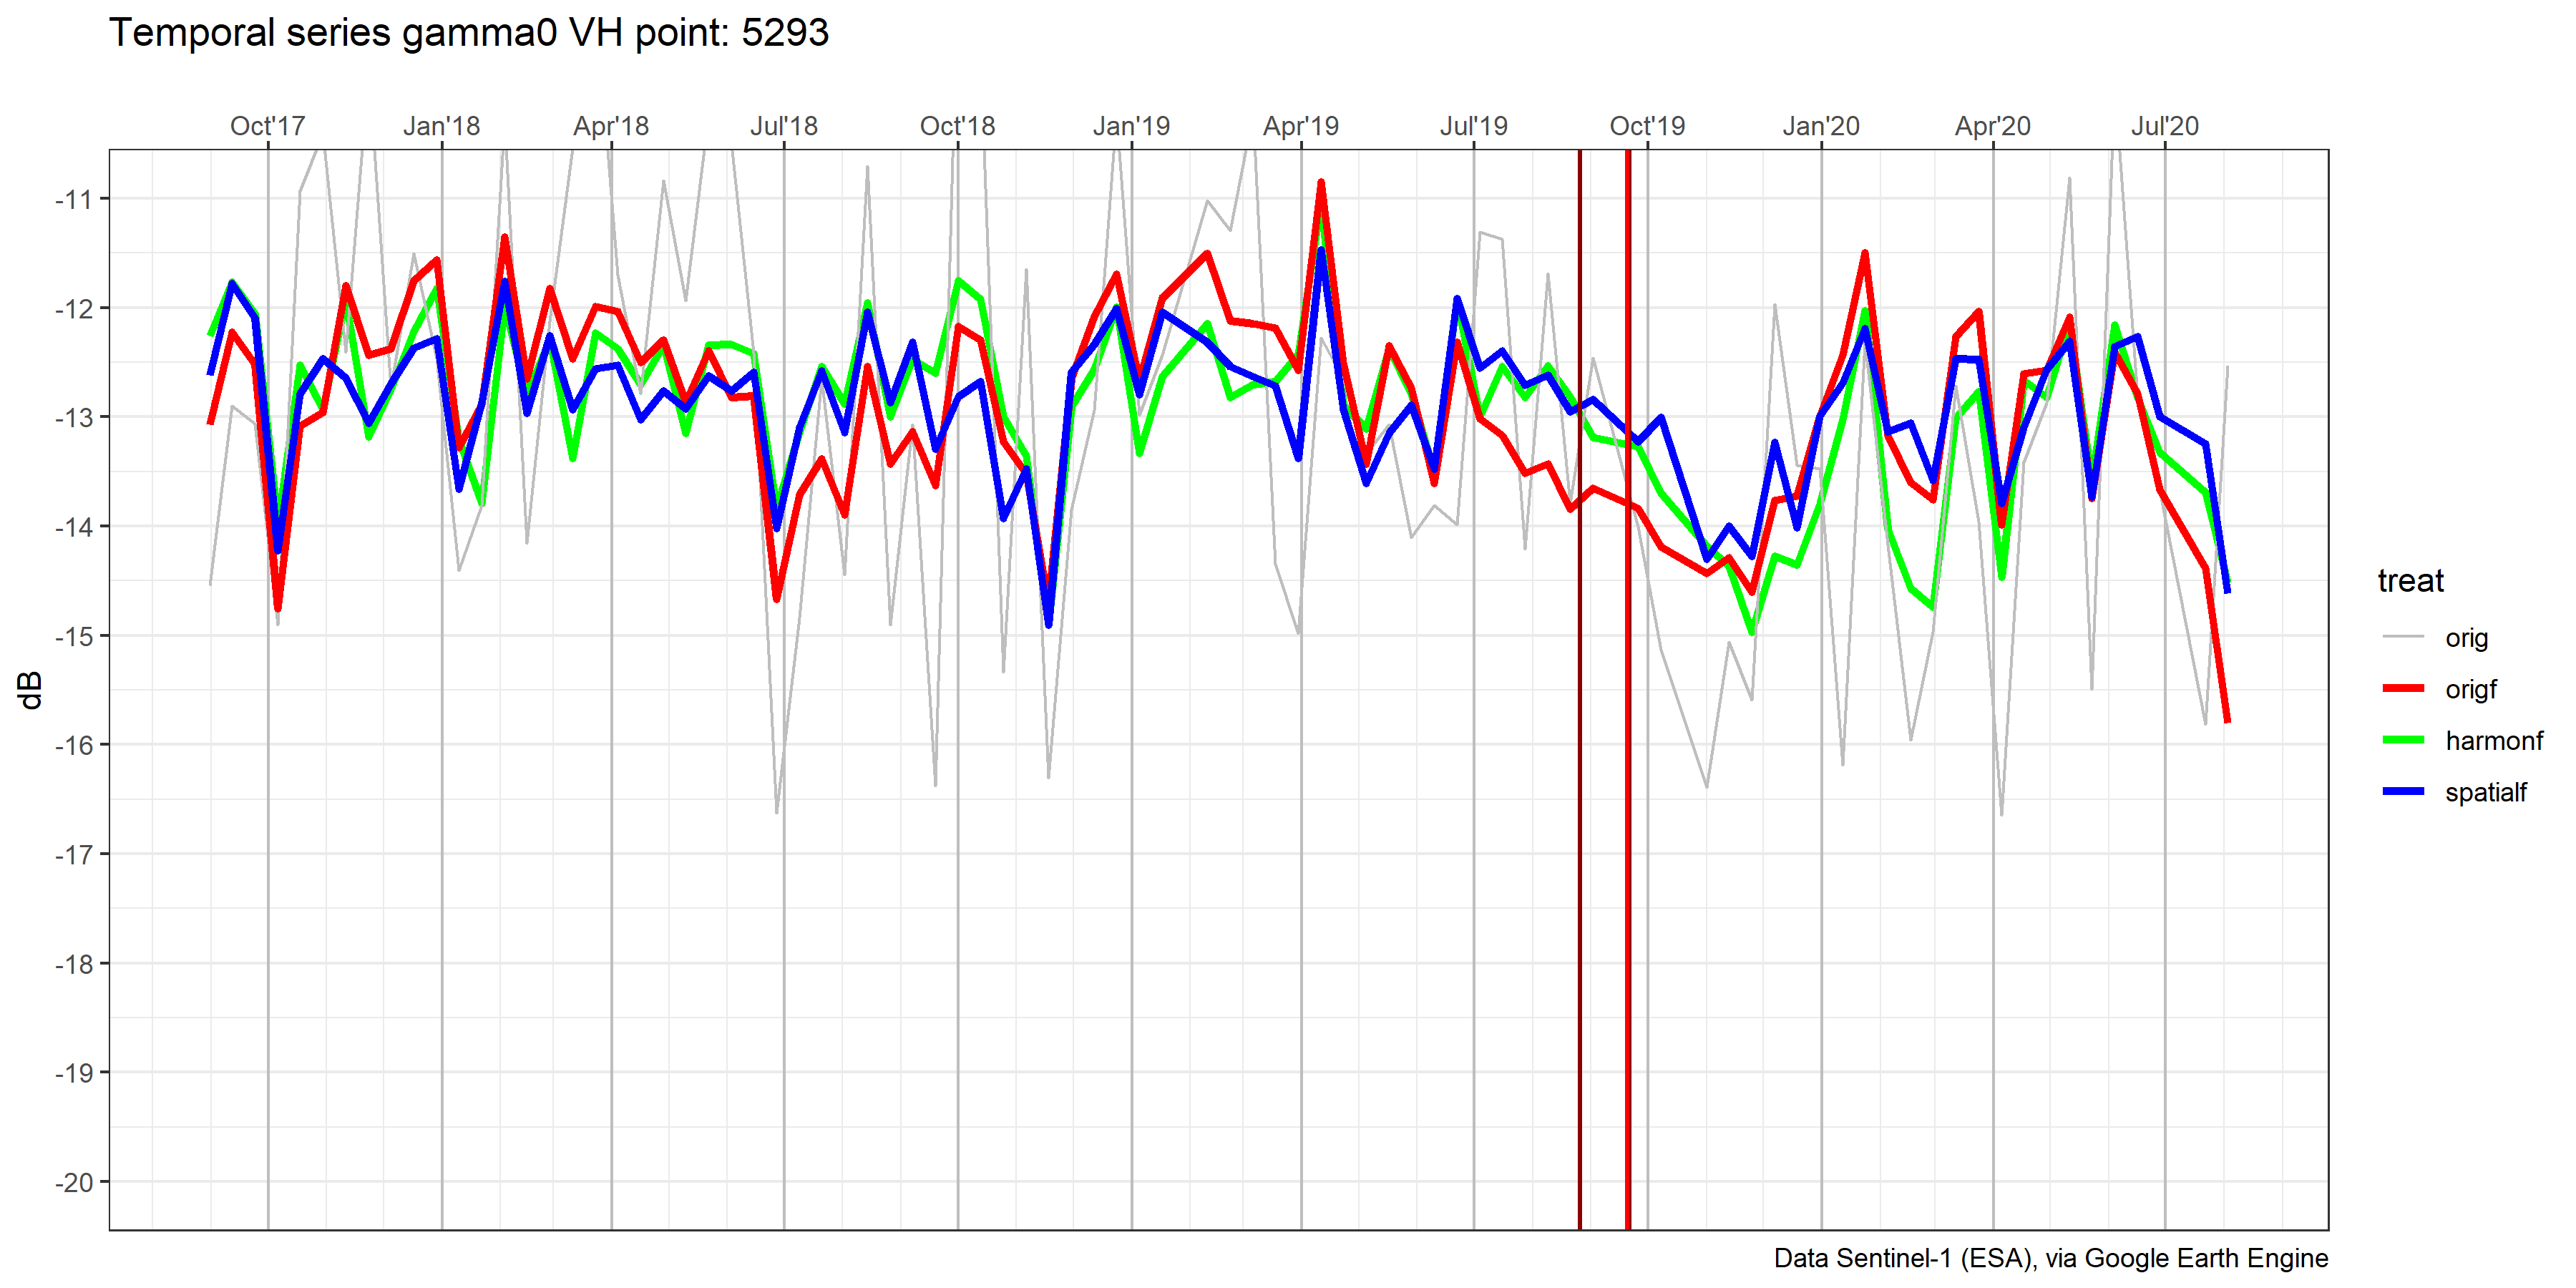 Temporal series gamma0 VH point: 5293
Oct'17 Jan'18 Apr'18 Jul'18 Oct'18 Jan'19 Apr'19 Jul'19 Oct'19 Jan'20 Apr'20 Jul'20
-11
-12
-13
-14
-15
-16
-17
-18
-19
-20
dB
treat
orig
origf
harmonf
spatialf
Data Sentinel-1 (ESA), via Google Earth Engine